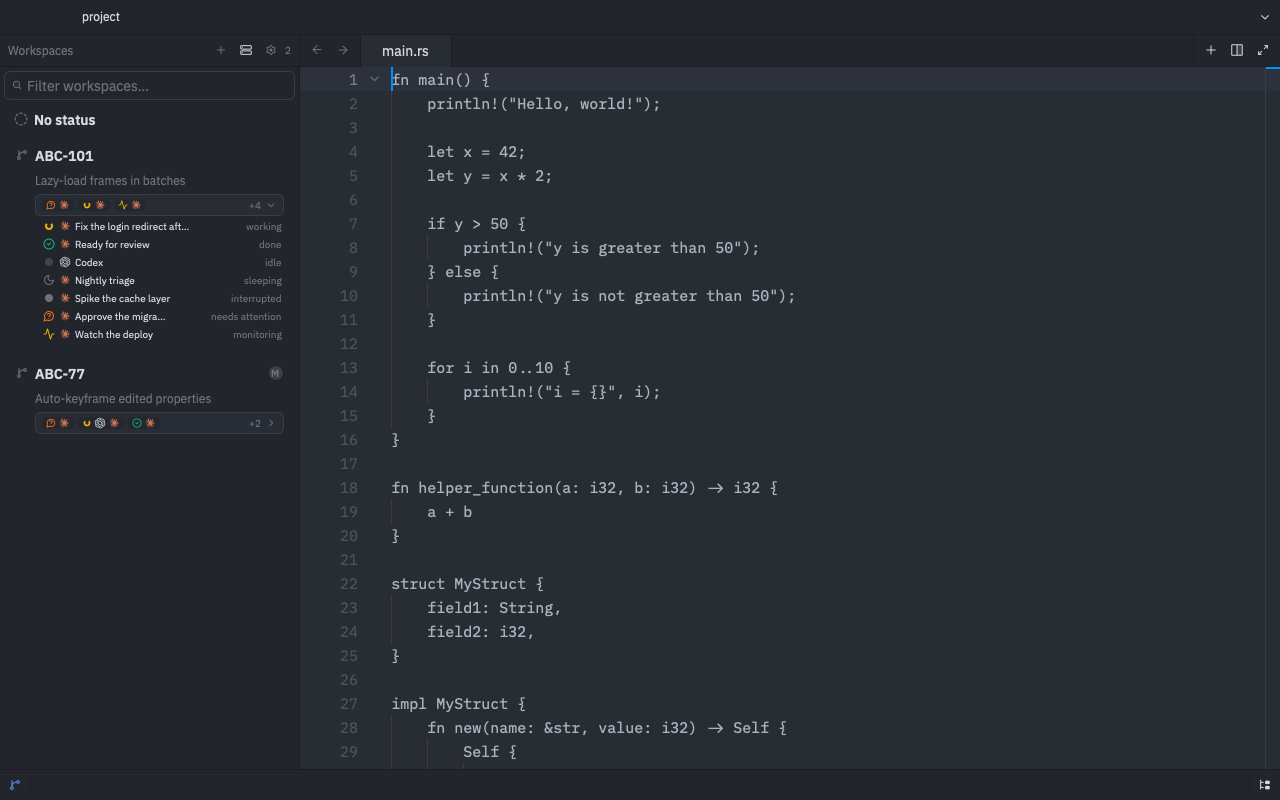 project
Workspaces
2
main.rs
Filter workspaces...
No status
ABC-101
Lazy-load frames in batches
+4
Fix the login redirect aft... working
Ready for review done
Codex idle
Nightly triage sleeping
Spike the cache layer interrupted
Approve the migra... needs attention
Watch the deploy monitoring
ABC-77 M
Auto-keyframe edited properties
+2
1 fn main() {
2     println!("Hello, world!");
3
4     let x = 42;
5     let y = x * 2;
6
7     if y > 50 {
8         println!("y is greater than 50");
9     } else {
10         println!("y is not greater than 50");
11     }
12
13     for i in 0..10 {
14         println!("i = {}", i);
15     }
16 }
17
18 fn helper_function(a: i32, b: i32) -> i32 {
19     a + b
20 }
21
22 struct MyStruct {
23     field1: String,
24     field2: i32,
25 }
26
27 impl MyStruct {
28     fn new(name: &str, value: i32) -> Self {
29         Self {